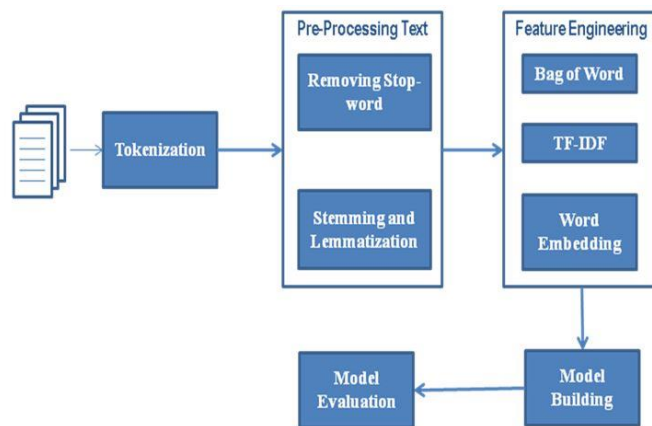 Pre-Processing Text
Feature Engineering
Removing Stop-
word
Bag of Word
Tokenization
TF-IDF
Stemming and
Lemmatization
Word
Embedding
Model
Evaluation
Model
Building